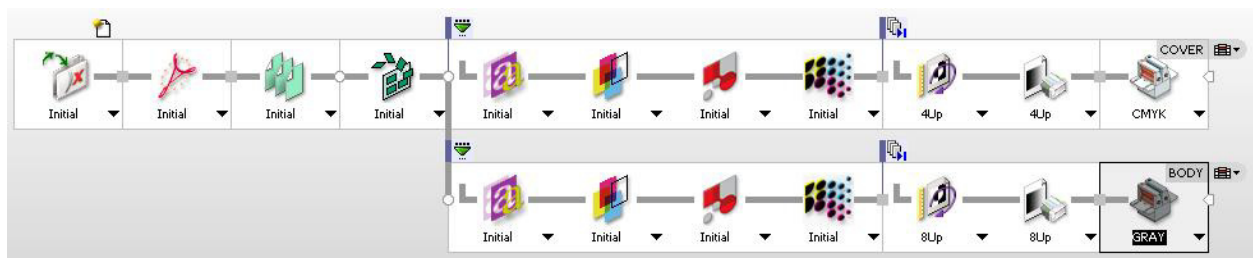 COVER
Initial Initial Initial Initial Initial Initial Initial Initial 4Up 4Up CMYK
BODY
Initial Initial Initial Initial 8Up 8Up GRAY